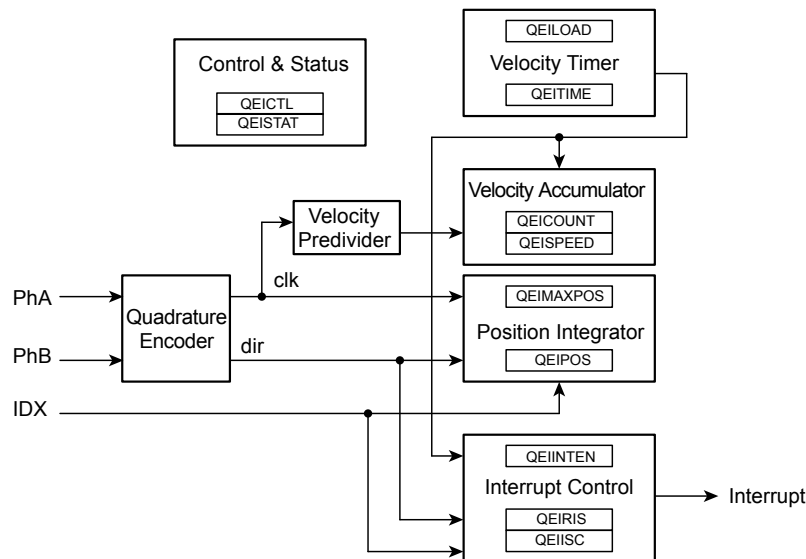 QEILOAD
Control & Status
Velocity Timer
QEICTL
QEITIME
QEISTAT
Velocity Accumulator
Velocity
Predivider
QEICOUNT
QEISPEED
clk
PhA
QEIMAXPOS
Quadrature
Encoder
Position Integrator
dir
PhB
QEIPOS
IDX
QEIINTEN
Interrupt Control
Interrupt
QEIRIS
QEIISC